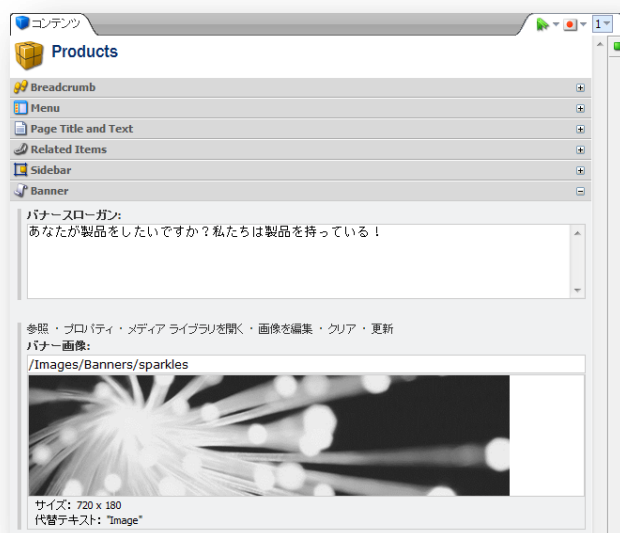 コンテンツ
1
Products
Breadcrumb
Menu
Page Title and Text
Related Items
Sidebar
Banner
バナースローガン:
あなたが製品をしたいですか？私たちは製品を持っている！
参照 ・ プロパティ ・ メディア ライブラリを開く ・ 画像を編集 ・ クリア ・ 更新
バナー画像:
/Images/Banners/sparkles
サイズ: 720 x 180
代替テキスト: "Image"